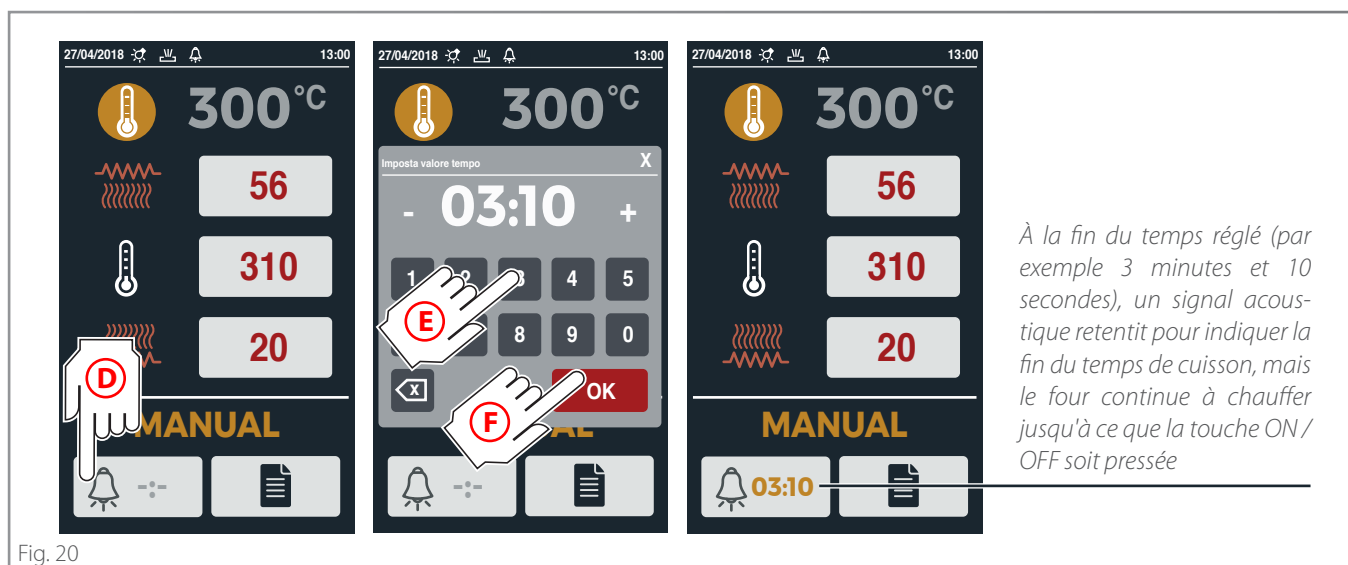 27/04/2018 13:00
300°C
56
310
20
D
MANUAL
-:-
27/04/2018 13:00
300°C
Imposta valore tempo X
- 03:10 +
1 2 3 4 5
8 9 0
E
X OK
F
AL
-:-
27/04/2018 13:00
300°C
56
310
20
MANUAL
03:10
À la fin du temps réglé (par
exemple 3 minutes et 10
secondes), un signal acous-
tique retentit pour indiquer la
fin du temps de cuisson, mais
le four continue à chauffer
jusqu'à ce que la touche ON /
OFF soit pressée
Fig. 20